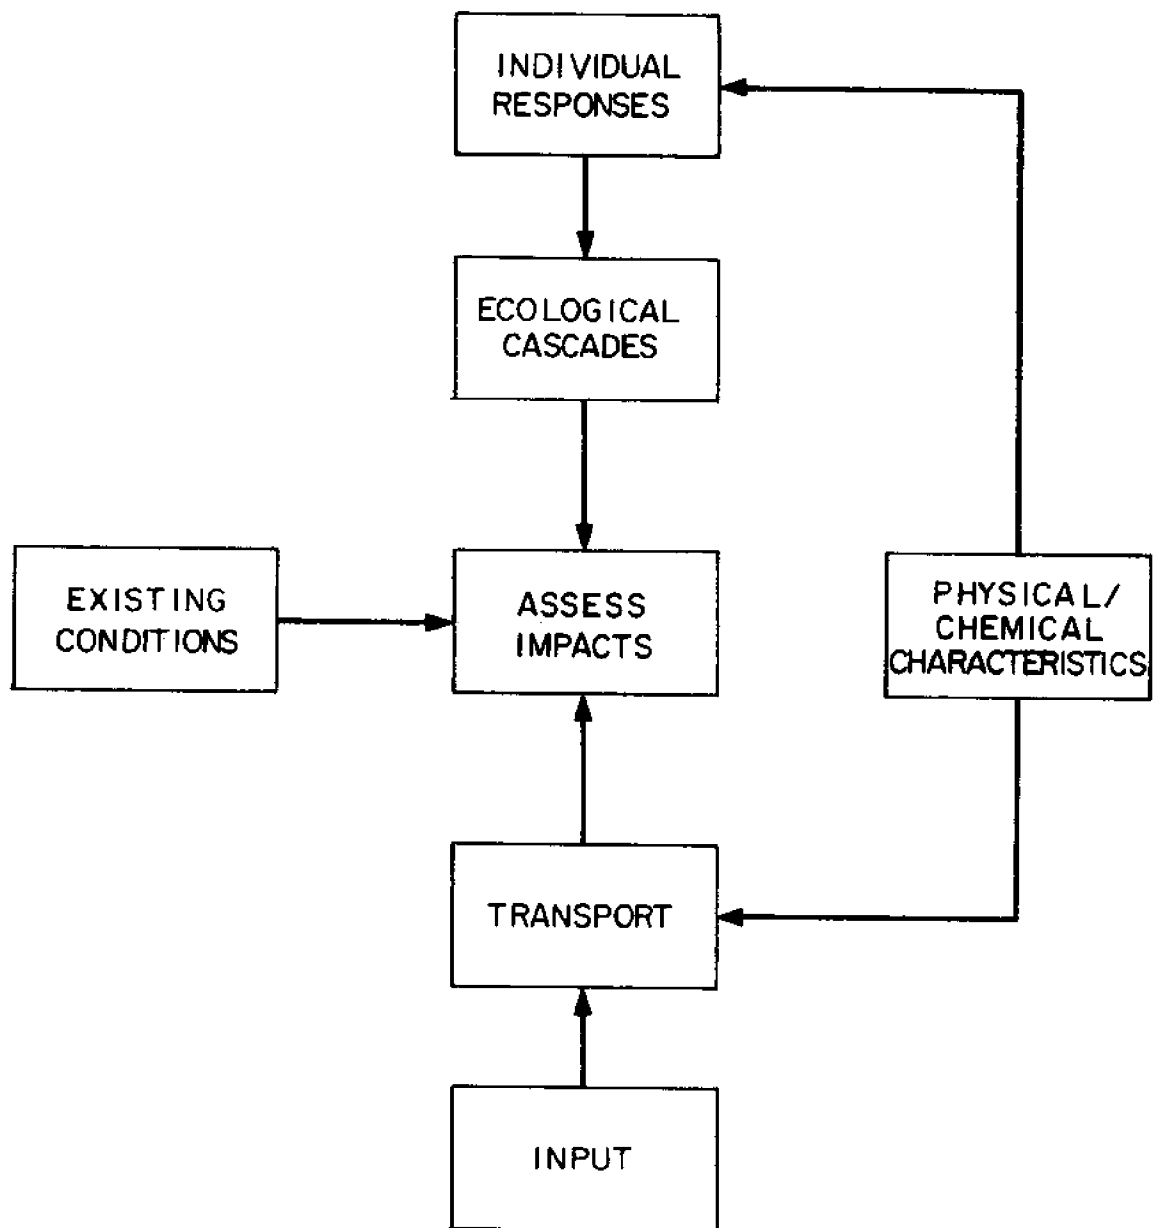 INDIVIDUAL
RESPONSES
ECOLOGICAL
CASCADES
EXISTING
CONDITIONS
ASSESS
IMPACTS
PHYSICAL/
CHEMICAL
CHARACTERISTICS
TRANSPORT
INPUT